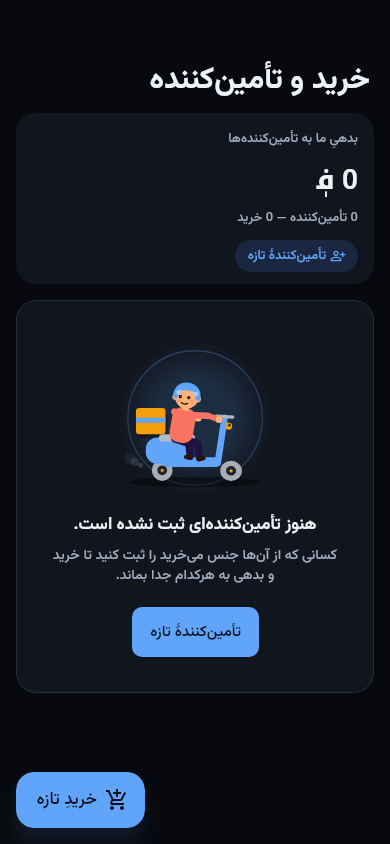 خرید و تأمین‌کننده
بدهیِ ما به تأمین‌کننده‌ها
0 ؋
0 تأمین‌کننده — 0 خرید
تأمین‌کنندهٔ تازه
هنوز تأمین‌کننده‌ای ثبت نشده است.
کسانی که از آن‌ها جنس می‌خرید را ثبت کنید تا خرید
و بدهی به هرکدام جدا بماند.
تأمین‌کنندهٔ تازه
خریدِ تازه